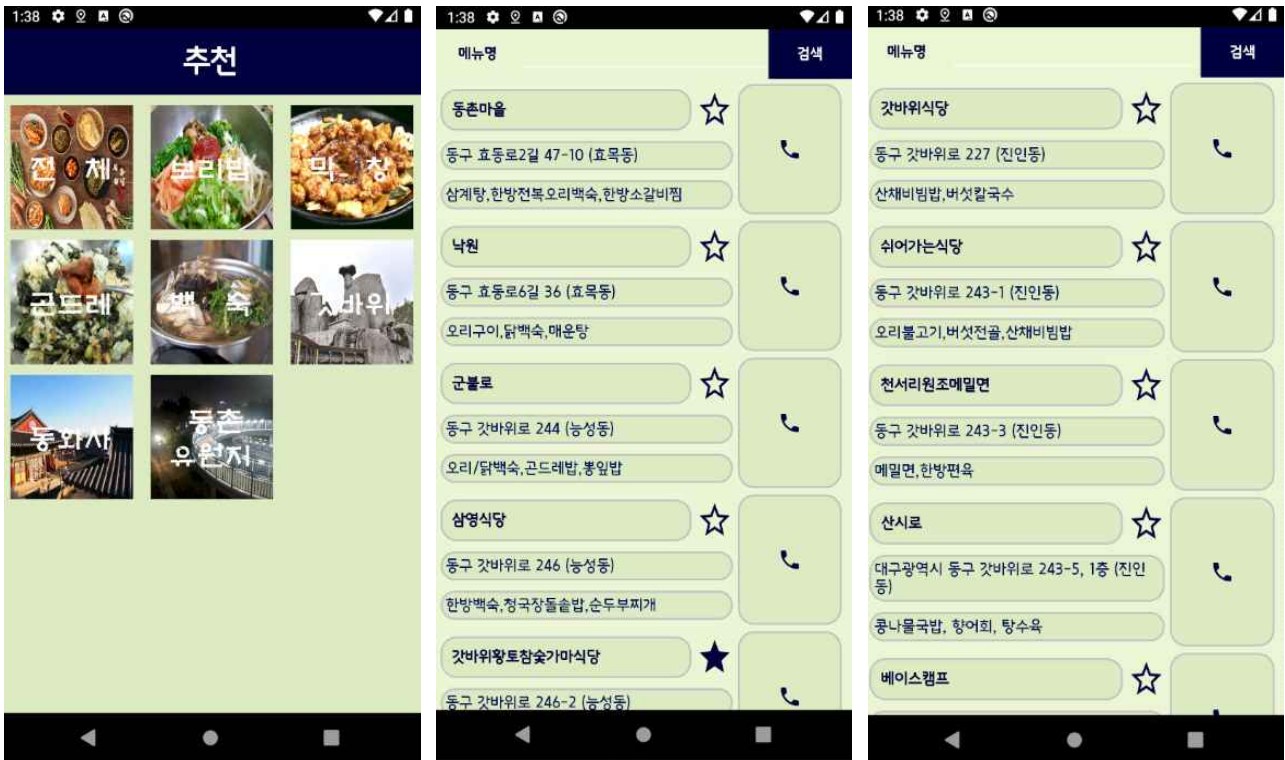 1:38
추천
전 체
보리밥
막 창
곤드레
백 숙
갓바위
동화사
동촌
유원지
1:38
메뉴명
검색
동촌마을
동구 효동로2길 47-10 (효목동)
삼계탕,한방전복오리백숙,한방소갈비찜
낙원
동구 효동로6길 36 (효목동)
오리구이,닭백숙,매운탕
군불로
동구 갓바위로 244 (능성동)
오리/닭백숙,곤드레밥,뽕잎밥
삼영식당
동구 갓바위로 246 (능성동)
한방백숙,청국장돌솥밥,순두부찌개
갓바위황토참숯가마식당
동구 갓바위로 246-2 (능성동)
1:38
메뉴명
검색
갓바위식당
동구 갓바위로 227 (진인동)
산채비빔밥,버섯칼국수
쉬어가는식당
동구 갓바위로 243-1 (진인동)
오리불고기,버섯전골,산채비빔밥
천서리원조메밀면
동구 갓바위로 243-3 (진인동)
메밀면,한방편육
산시로
대구광역시 동구 갓바위로 243-5, 1층 (진인
동)
콩나물국밥, 향어회, 탕수육
베이스캠프